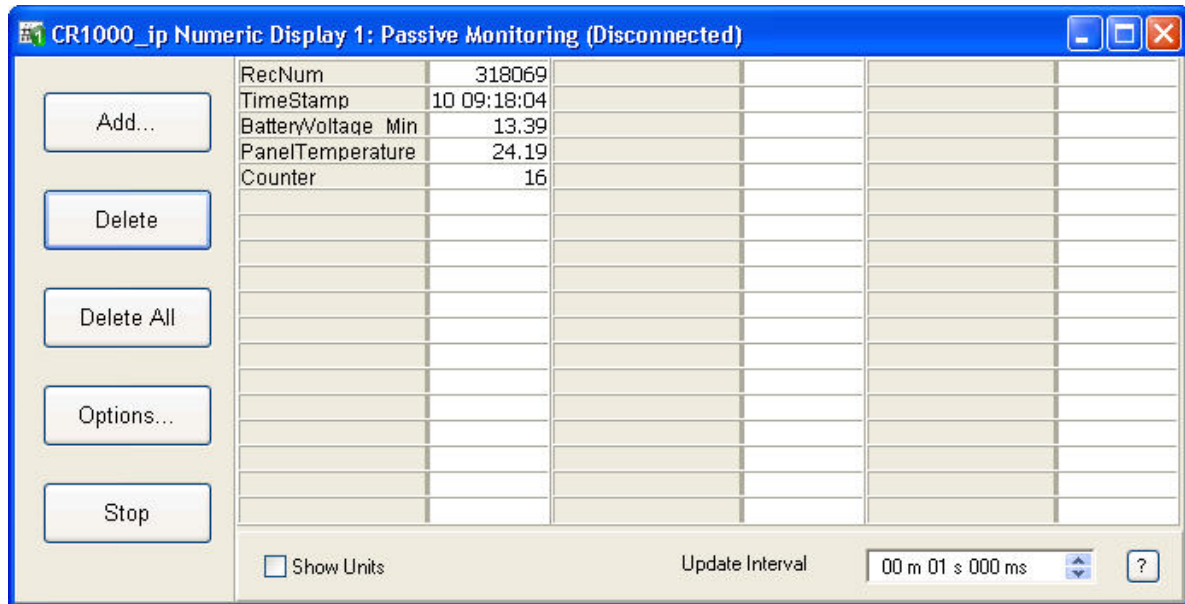 CR1000_ip Numeric Display 1: Passive Monitoring (Disconnected)
Add...
Delete
Delete All
Options...
Stop
RecNum 318069
TimeStamp 10 09:18:04
BatteryVoltage_Min 13.39
PanelTemperature 24.19
Counter 16
Show Units
Update Interval
00 m 01 s 000 ms
?